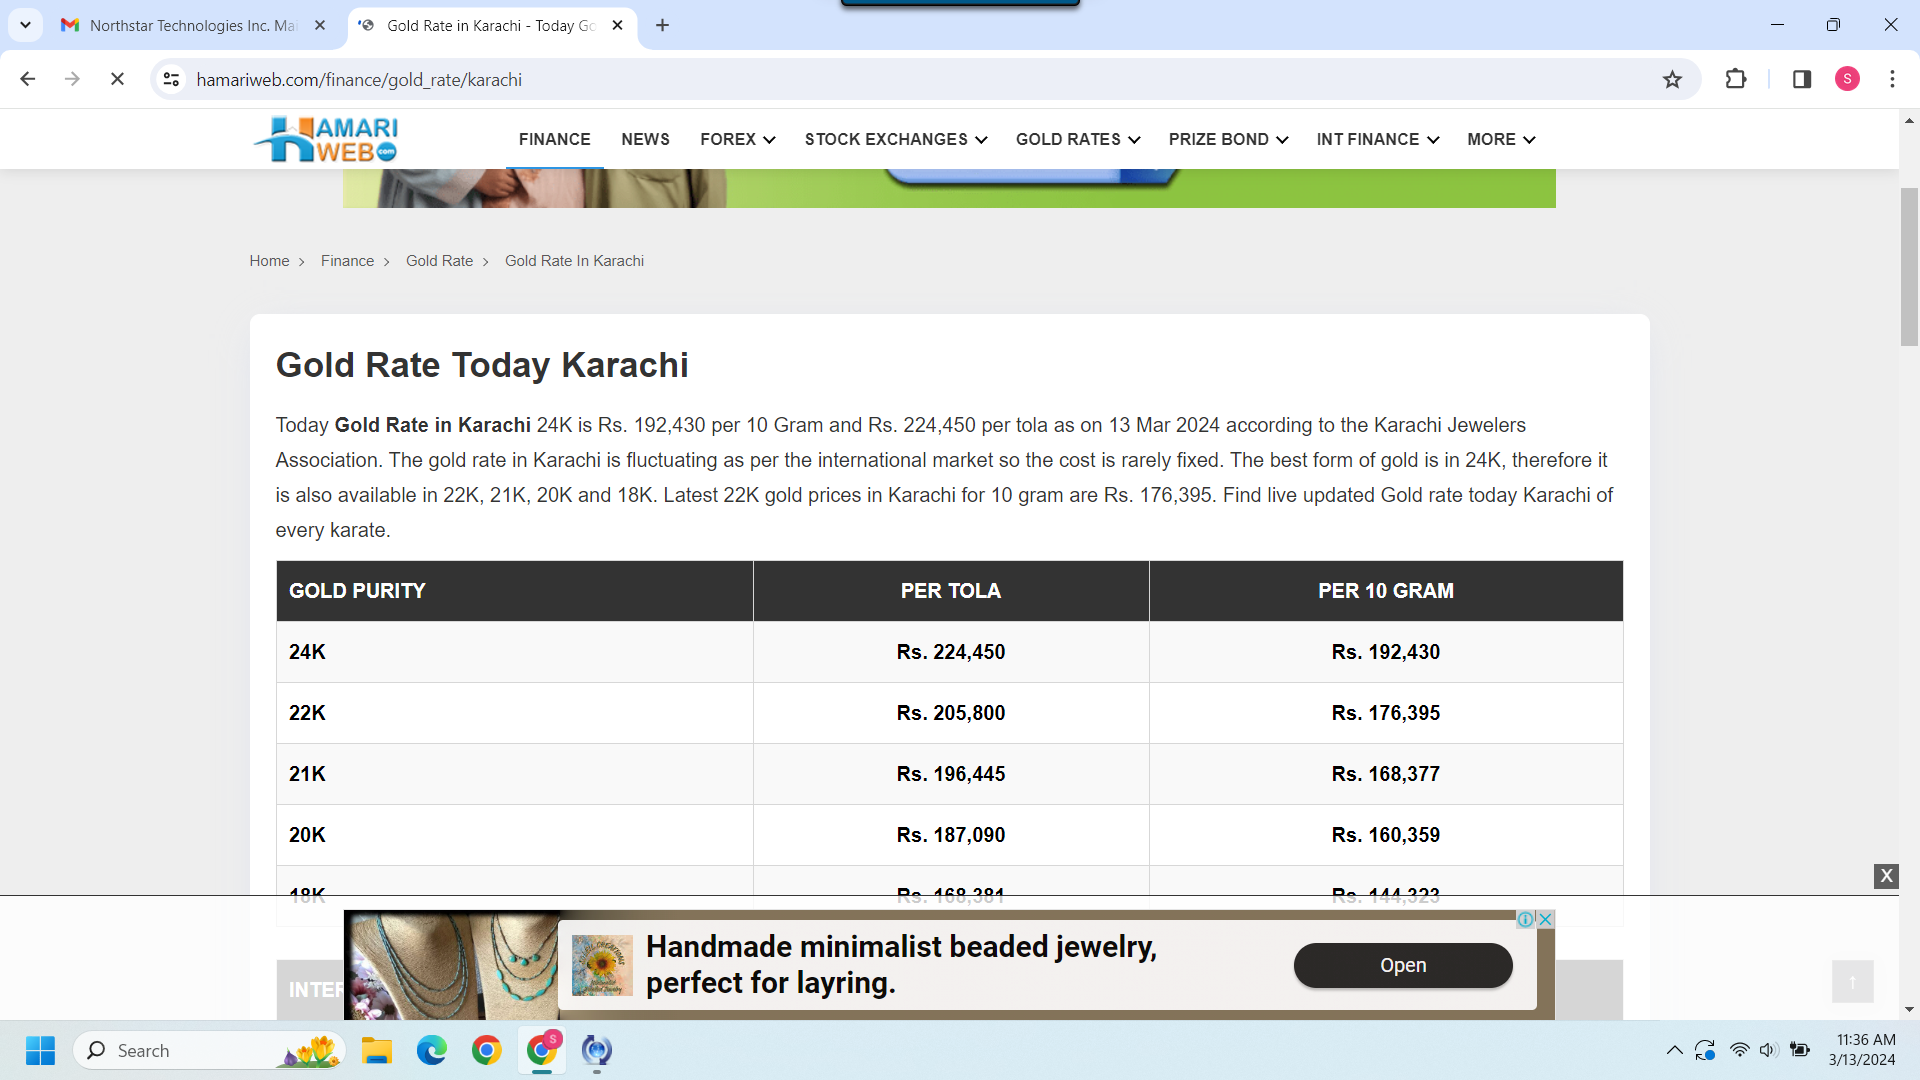 Northstar Technologies Inc. Mai
Gold Rate in Karachi - Today Go
hamariweb.com/finance/gold_rate/karachi
S
HAMARI
WEB.com
FINANCE
NEWS
FOREX
STOCK EXCHANGES
GOLD RATES
PRIZE BOND
INT FINANCE
MORE
Home > Finance > Gold Rate > Gold Rate In Karachi
Gold Rate Today Karachi
Today Gold Rate in Karachi 24K is Rs. 192,430 per 10 Gram and Rs. 224,450 per tola as on 13 Mar 2024 according to the Karachi Jewelers
Association. The gold rate in Karachi is fluctuating as per the international market so the cost is rarely fixed. The best form of gold is in 24K, therefore it
is also available in 22K, 21K, 20K and 18K. Latest 22K gold prices in Karachi for 10 gram are Rs. 176,395. Find live updated Gold rate today Karachi of
every karate.
GOLD PURITY PER TOLA PER 10 GRAM
24K Rs. 224,450 Rs. 192,430
22K Rs. 205,800 Rs. 176,395
21K Rs. 196,445 Rs. 168,377
20K Rs. 187,090 Rs. 160,359
18K Rs. 168,381 Rs. 144,323
X
INTER
Handmade minimalist beaded jewelry,
perfect for layring.
Open
Search
S
11:36 AM
3/13/2024